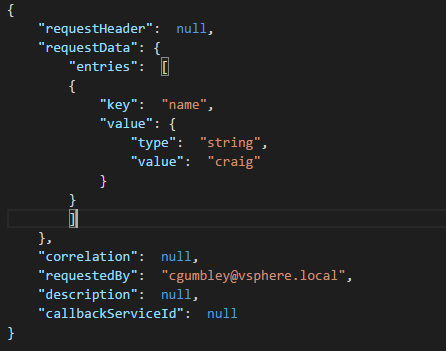 {
    "requestHeader":  null,
    "requestData": {
        "entries":  [
        {
            "key":  "name",
            "value": {
                "type":  "string",
                "value":  "craig"
            }
        }
        ]
    },
    "correlation":  null,
    "requestedBy":  "cgumbley@vsphere.local",
    "description":  null,
    "callbackServiceId":  null
}